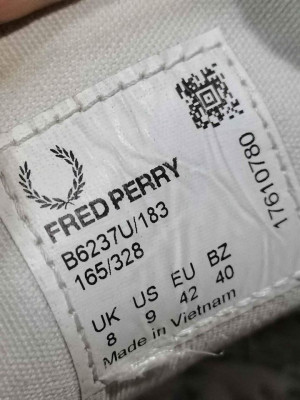 FRED PERRY
B6237U/183
165/328
UK US EU BZ
8 9 42 40
Made in Vietnam
17610780